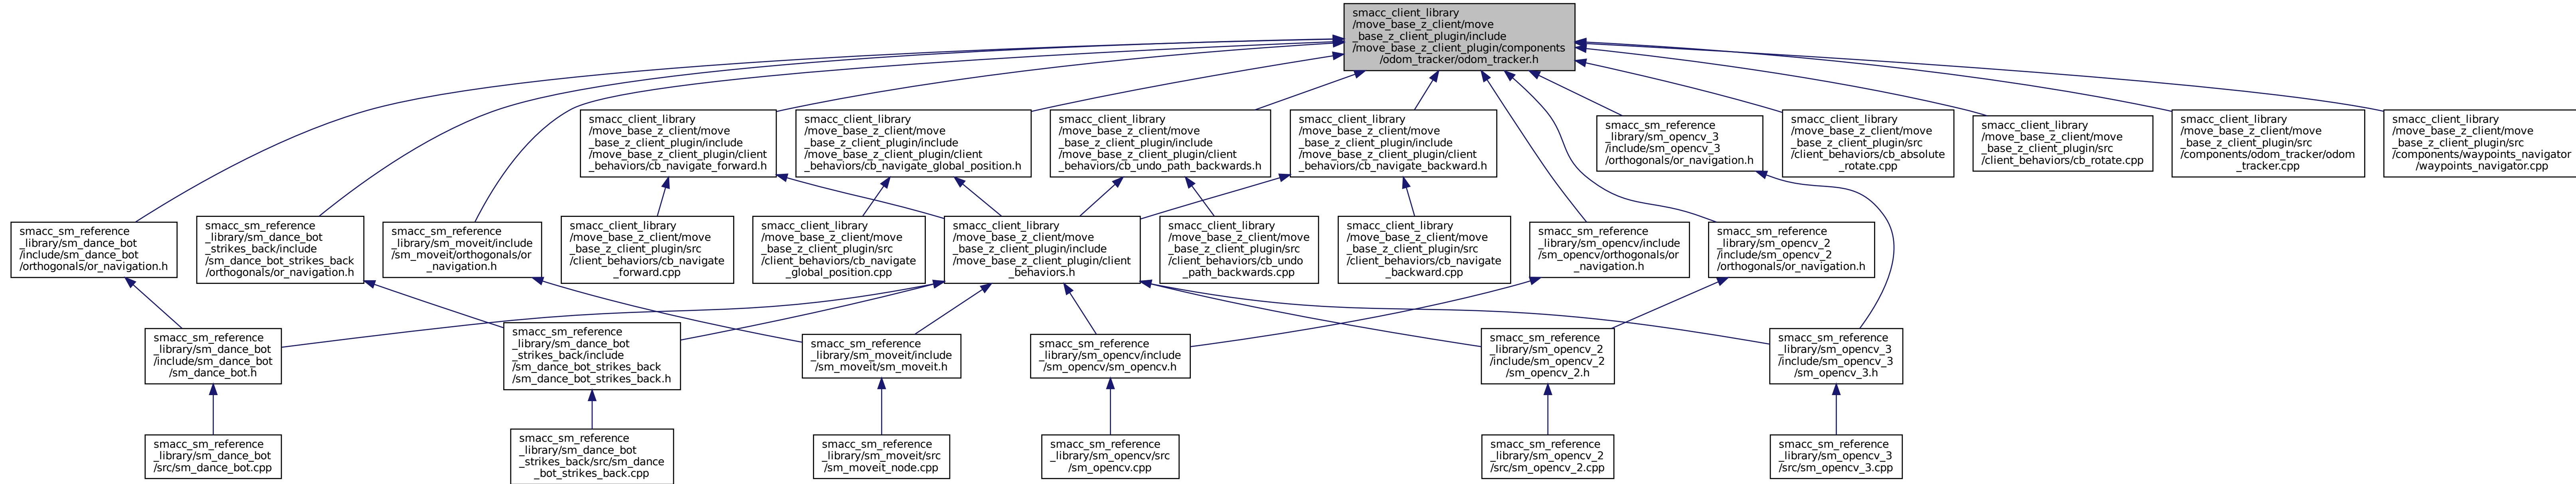 smacc_client_library
/move_base_z_client/move
_base_z_client_plugin/include
/move_base_z_client_plugin/components
/odom_tracker/odom_tracker.h
smacc_client_library
/move_base_z_client/move
_base_z_client_plugin/include
/move_base_z_client_plugin/client
_behaviors/cb_navigate_forward.h
smacc_client_library
/move_base_z_client/move
_base_z_client_plugin/include
/move_base_z_client_plugin/client
_behaviors/cb_navigate_global_position.h
smacc_client_library
/move_base_z_client/move
_base_z_client_plugin/include
/move_base_z_client_plugin/client
_behaviors/cb_undo_path_backwards.h
smacc_client_library
/move_base_z_client/move
_base_z_client_plugin/include
/move_base_z_client_plugin/client
_behaviors/cb_navigate_backward.h
smacc_sm_reference
_library/sm_opencv_3
/include/sm_opencv_3
/orthogonals/or_navigation.h
smacc_client_library
/move_base_z_client/move
_base_z_client_plugin/src
/client_behaviors/cb_absolute
_rotate.cpp
smacc_client_library
/move_base_z_client/move
_base_z_client_plugin/src
/client_behaviors/cb_rotate.cpp
smacc_client_library
/move_base_z_client/move
_base_z_client_plugin/src
/components/odom_tracker/odom
_tracker.cpp
smacc_client_library
/move_base_z_client/move
_base_z_client_plugin/src
/components/waypoints_navigator
/waypoints_navigator.cpp
smacc_sm_reference
_library/sm_dance_bot
/include/sm_dance_bot
/orthogonals/or_navigation.h
smacc_sm_reference
_library/sm_dance_bot
_strikes_back/include
/sm_dance_bot_strikes_back
/orthogonals/or_navigation.h
smacc_sm_reference
_library/sm_moveit/include
/sm_moveit/orthogonals/or
_navigation.h
smacc_client_library
/move_base_z_client/move
_base_z_client_plugin/src
/client_behaviors/cb_navigate
_forward.cpp
smacc_client_library
/move_base_z_client/move
_base_z_client_plugin/src
/client_behaviors/cb_navigate
_global_position.cpp
smacc_client_library
/move_base_z_client/move
_base_z_client_plugin/include
/move_base_z_client_plugin/client
_behaviors.h
smacc_client_library
/move_base_z_client/move
_base_z_client_plugin/src
/client_behaviors/cb_undo
_path_backwards.cpp
smacc_client_library
/move_base_z_client/move
_base_z_client_plugin/src
/client_behaviors/cb_navigate
_backward.cpp
smacc_sm_reference
_library/sm_opencv/include
/sm_opencv/orthogonals/or
_navigation.h
smacc_sm_reference
_library/sm_opencv_2
/include/sm_opencv_2
/orthogonals/or_navigation.h
smacc_sm_reference
_library/sm_dance_bot
/include/sm_dance_bot
/sm_dance_bot.h
smacc_sm_reference
_library/sm_dance_bot
_strikes_back/include
/sm_dance_bot_strikes_back
/sm_dance_bot_strikes_back.h
smacc_sm_reference
_library/sm_moveit/include
/sm_moveit/sm_moveit.h
smacc_sm_reference
_library/sm_opencv/include
/sm_opencv/sm_opencv.h
smacc_sm_reference
_library/sm_opencv_2
/include/sm_opencv_2
/sm_opencv_2.h
smacc_sm_reference
_library/sm_opencv_3
/include/sm_opencv_3
/sm_opencv_3.h
smacc_sm_reference
_library/sm_dance_bot
/src/sm_dance_bot.cpp
smacc_sm_reference
_library/sm_dance_bot
_strikes_back/src/sm_dance
_bot_strikes_back.cpp
smacc_sm_reference
_library/sm_moveit/src
/sm_moveit_node.cpp
smacc_sm_reference
_library/sm_opencv/src
/sm_opencv.cpp
smacc_sm_reference
_library/sm_opencv_2
/src/sm_opencv_2.cpp
smacc_sm_reference
_library/sm_opencv_3
/src/sm_opencv_3.cpp